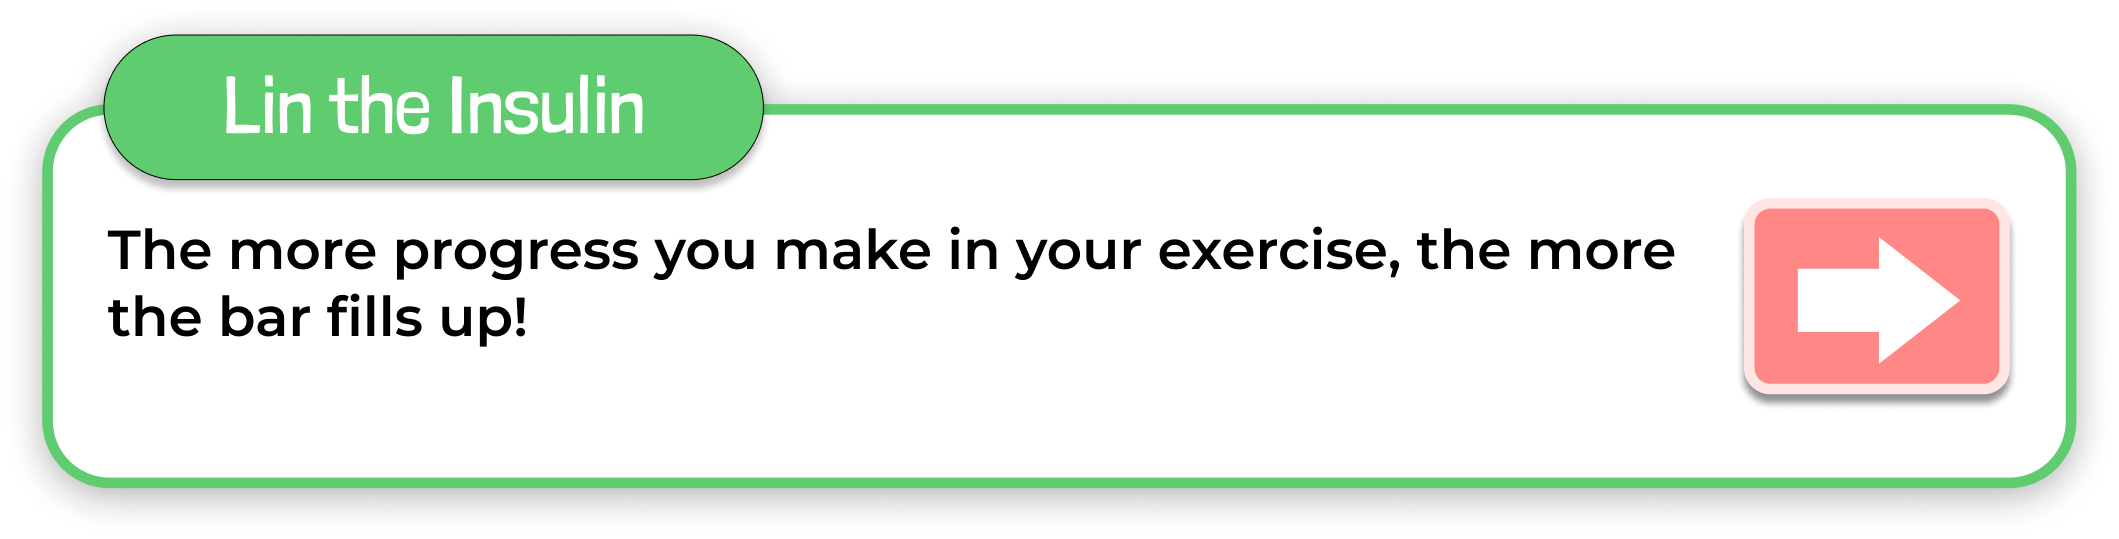 Lin the Insulin
The more progress you make in your exercise, the more
the bar fills up!